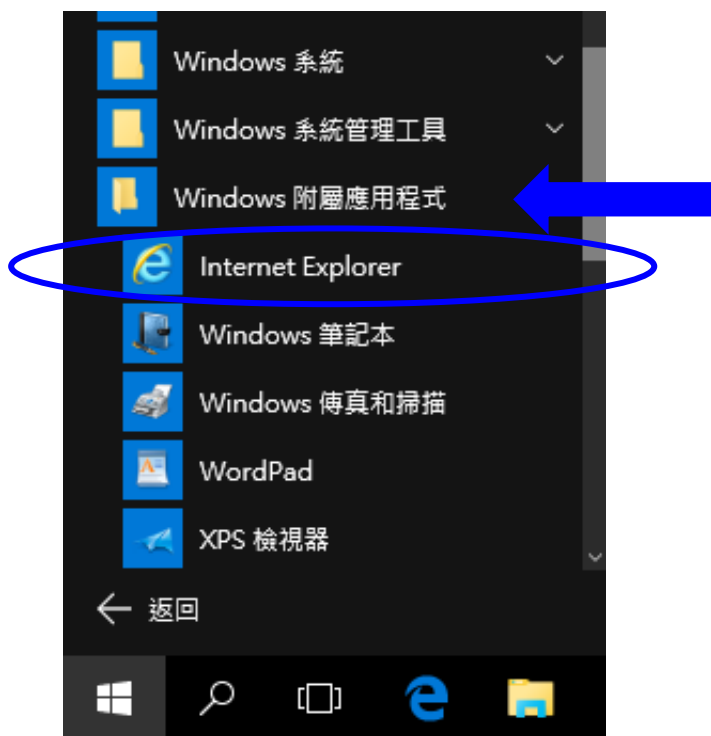 Windows 系統
Windows 系統管理工具
Windows 附屬應用程式
Internet Explorer
Windows 筆記本
Windows 傳真和掃描
WordPad
XPS 檢視器
返回